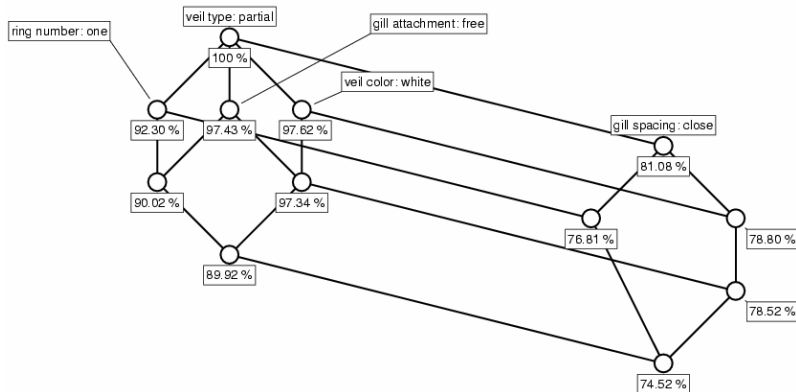 veil type: partial
ring number: one
gill attachment: free
100 %
veil color: white
92.30 %
97.43 %
97.62 %
gill spacing: close
81.08 %
90.02 %
97.34 %
76.81 %
78.80 %
89.92 %
78.52 %
74.52 %